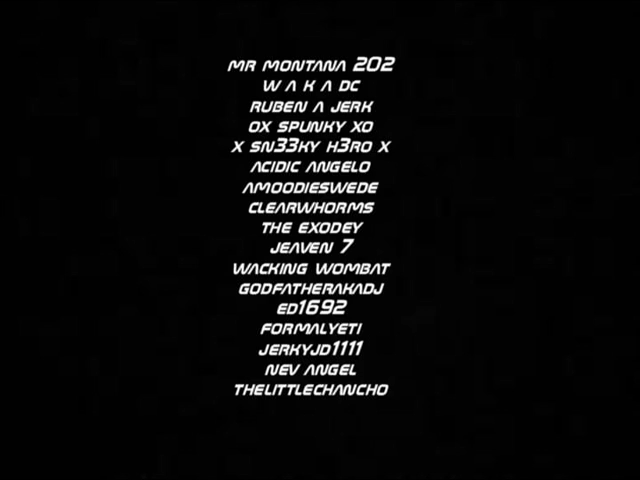 MR MONTANA 202
W A K A DC
RUBEN A JERK
OX SPUNKY XO
X SN33KY H3RO X
ACIDIC ANGELO
AMOODIESWEDE
CLEARWHORMS
THE EXODEY
JEAVEN 7
WACKING WOMBAT
GODFATHERAKADJ
ED1692
FORMALYETI
JERKYJD1111
NEV ANGEL
THELITTLECHANCHO